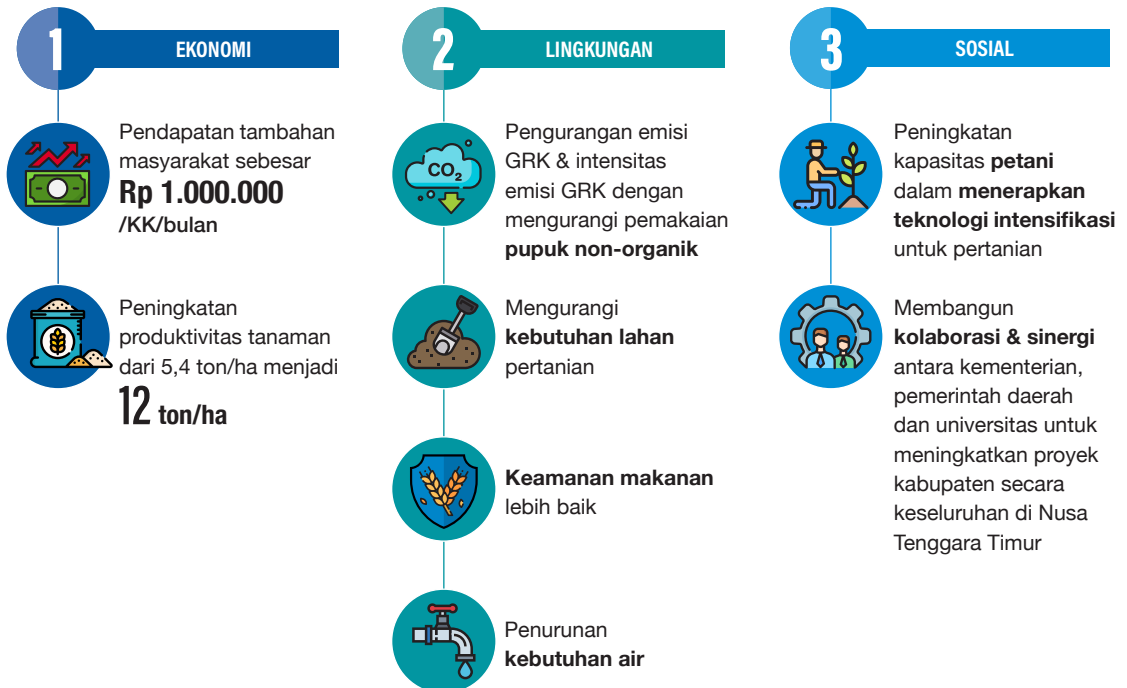 1
EKONOMI
Pendapatan tambahan
masyarakat sebesar
Rp 1.000.000
/KK/bulan
Peningkatan
produktivitas tanaman
dari 5,4 ton/ha menjadi
12 ton/ha
2
LINGKUNGAN
CO₂
Pengurangan emisi
GRK & intensitas
emisi GRK dengan
mengurangi pemakaian
pupuk non-organik
Mengurangi
kebutuhan lahan
pertanian
Keamanan makanan
lebih baik
Penurunan
kebutuhan air
3
SOSIAL
Peningkatan
kapasitas petani
dalam menerapkan
teknologi intensifikasi
untuk pertanian
Membangun
kolaborasi & sinergi
antara kementerian,
pemerintah daerah
dan universitas untuk
meningkatkan proyek
kabupaten secara
keseluruhan di Nusa
Tenggara Timur